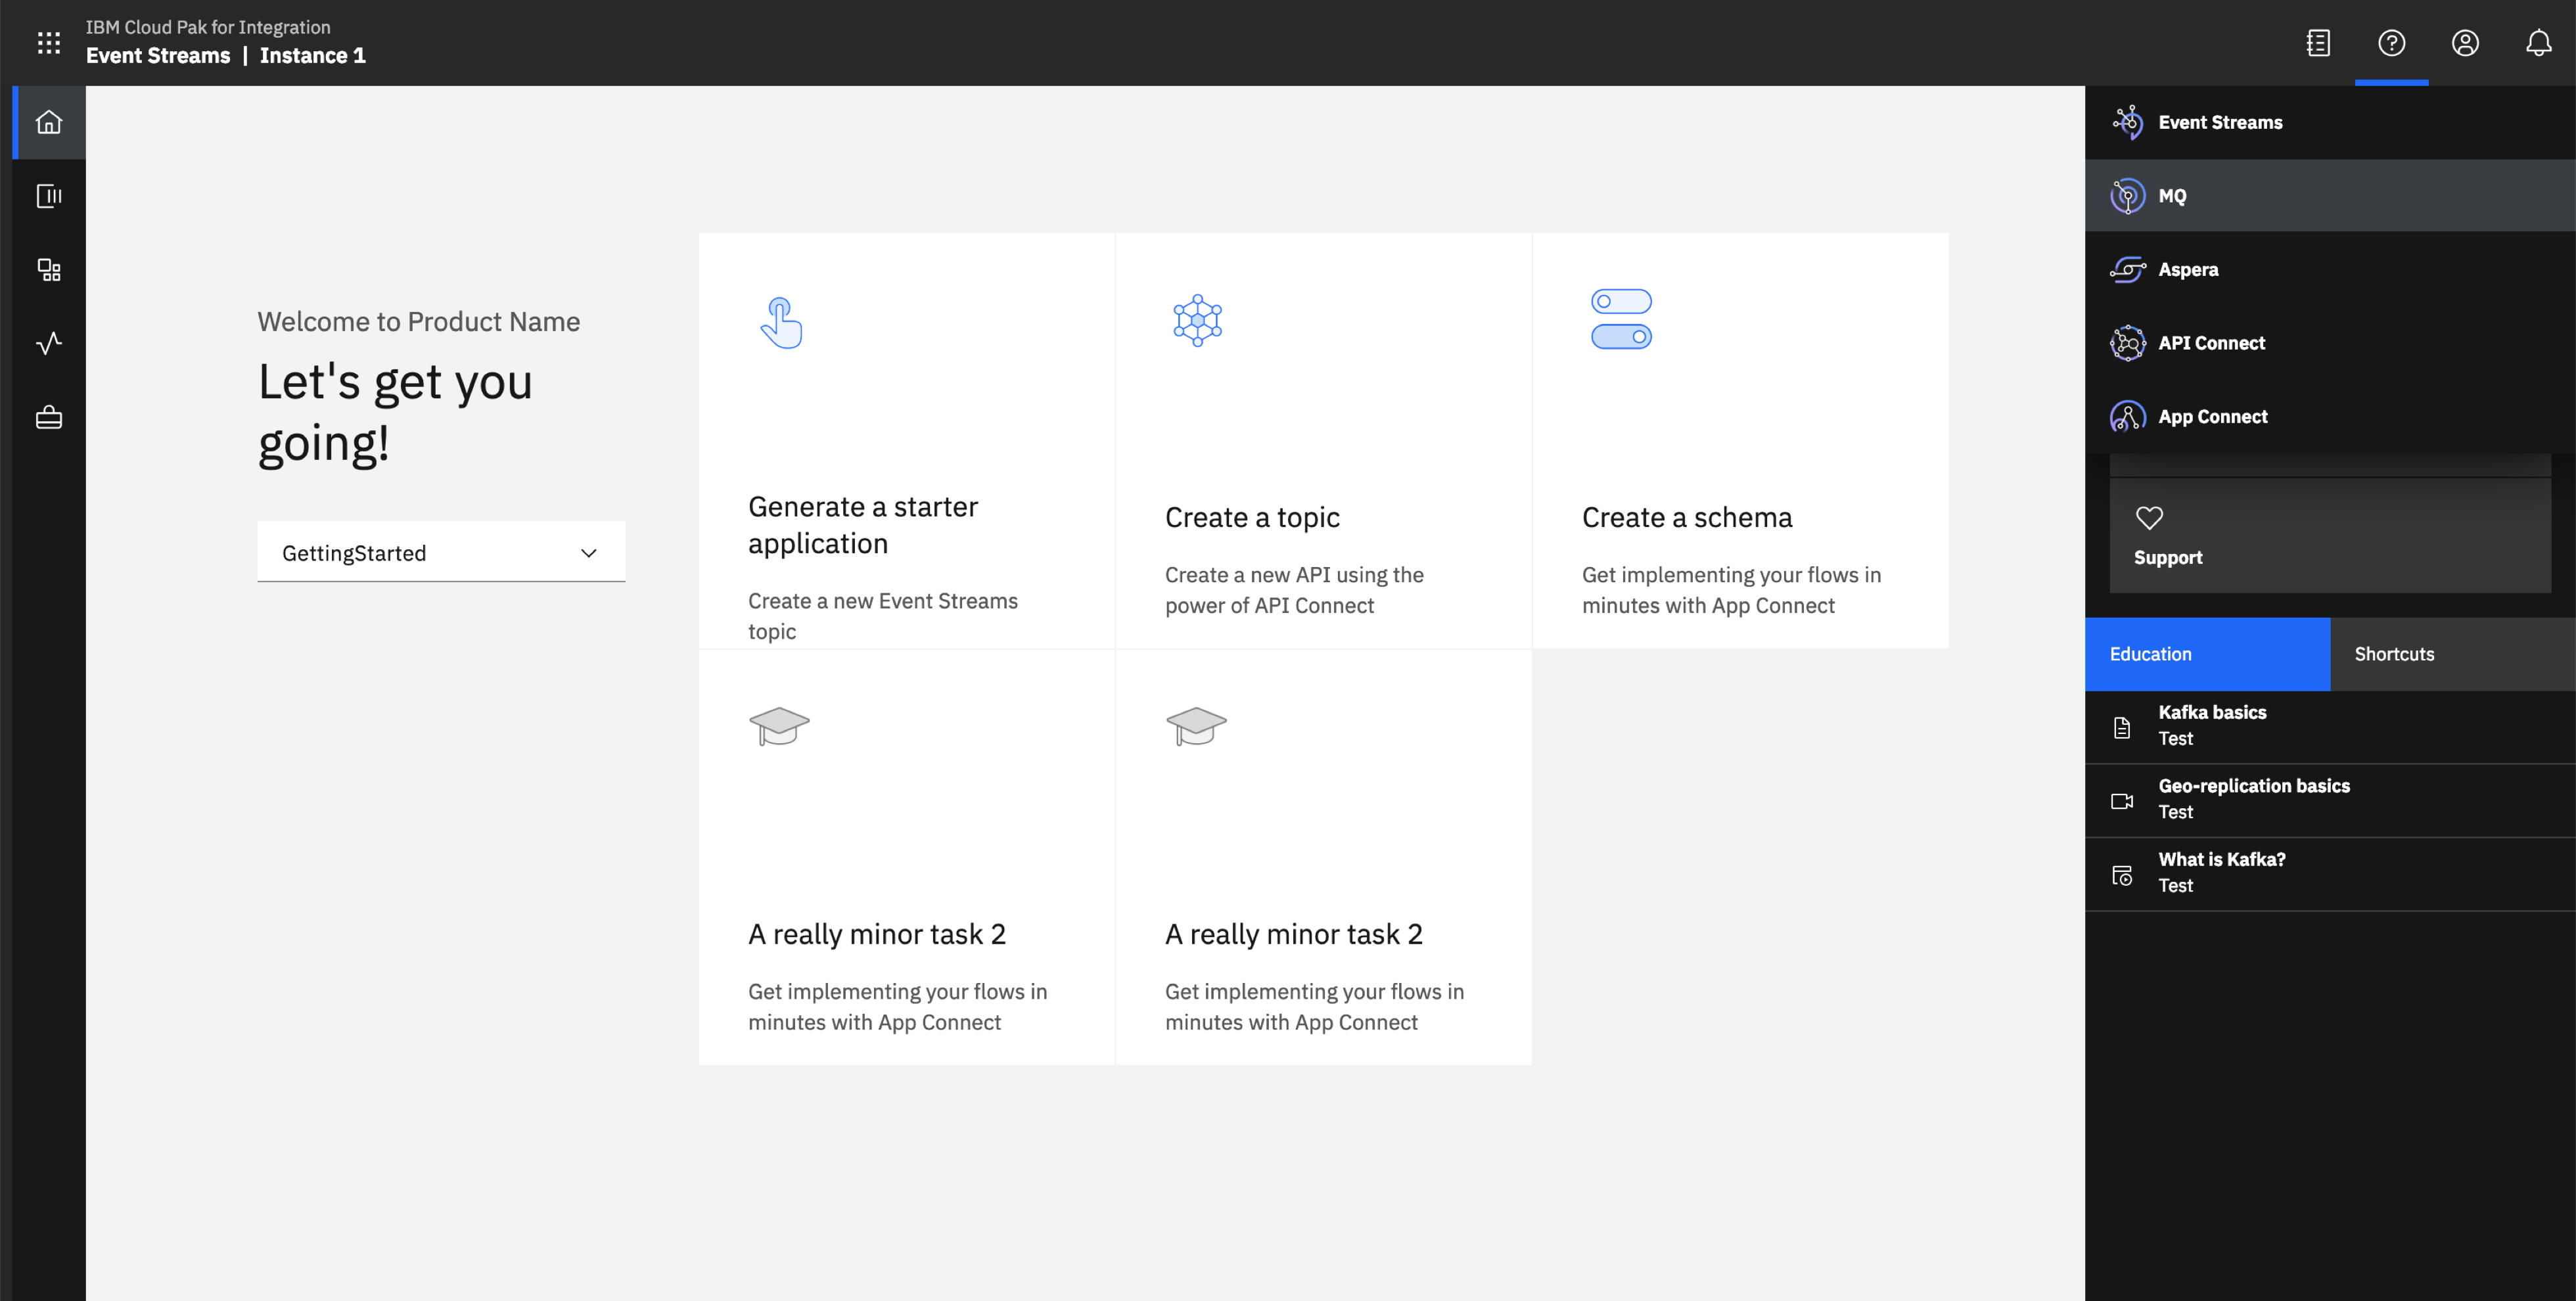 IBM Cloud Pak for Integration
Event Streams | Instance 1
Welcome to Product Name
Let's get you
going!
GettingStarted
Generate a starter
application
Create a new Event Streams
topic
Create a topic
Create a new API using the
power of API Connect
Create a schema
Get implementing your flows in
minutes with App Connect
A really minor task 2
Get implementing your flows in
minutes with App Connect
A really minor task 2
Get implementing your flows in
minutes with App Connect
Event Streams
MQ
Aspera
API Connect
App Connect
Support
Education
Shortcuts
Kafka basics
Test
Geo-replication basics
Test
What is Kafka?
Test